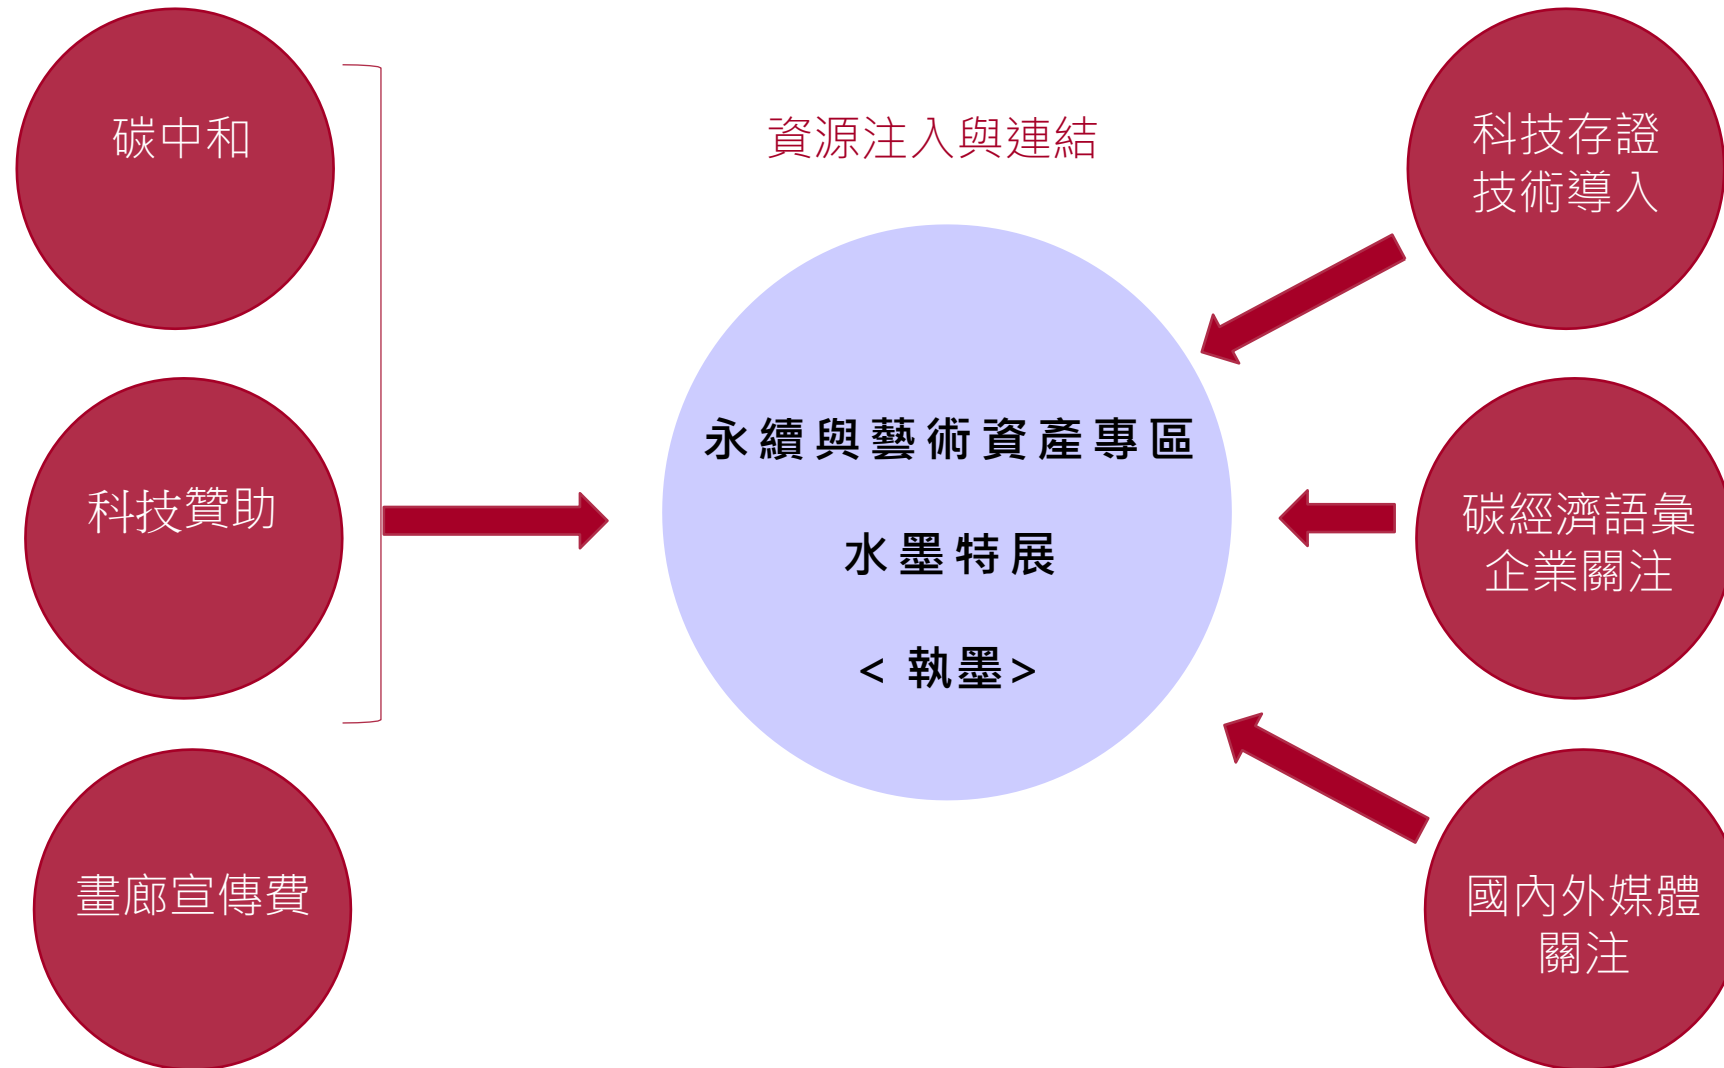 資源注入與連結
碳中和
科技贊助
畫廊宣傳費
永續與藝術資產專區
水墨特展
< 執墨>
科技存證
技術導入
碳經濟語彙
企業關注
國內外媒體
關注